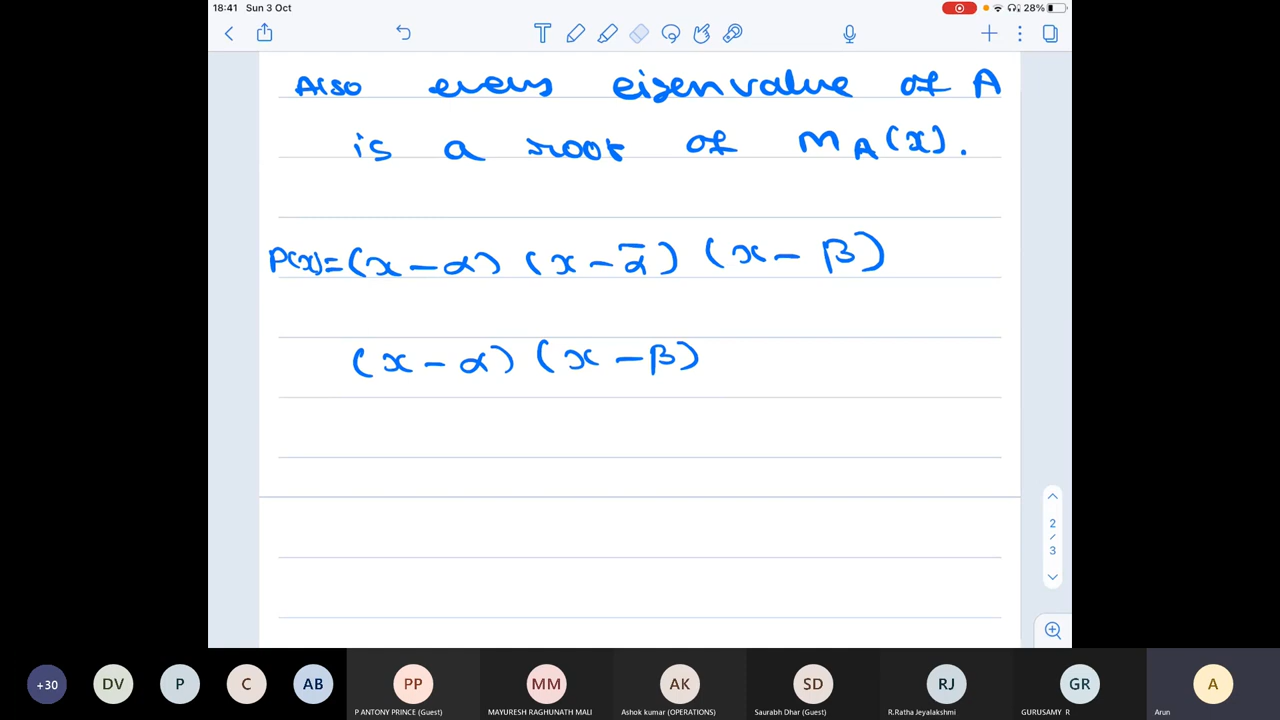 18:41 Sun 3 Oct 28%
Also every eigenvalue of A
is a root of m_A(x).
P(x)=(x-α)(x-ᾱ)(x-β)
(x-α)(x-β)
2
/
3
+30 DV P C AB PP MM AK SD RJ GR A
P ANTONY PRINCE (Guest) MAYURESH RAGHUNATH MALI Ashok kumar (OPERATIONS) Saurabh Dhar (Guest) R.Ratha Jeyalakshmi GURUSAMY R Arun